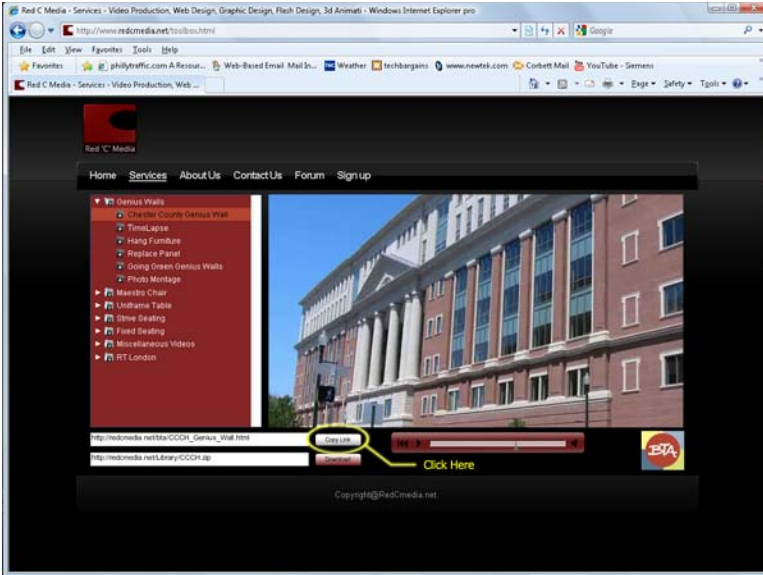 Red C Media - Services - Video Production, Web Design, Graphic Design, Flash Design, 3d Animati - Windows Internet Explorer pro
http://www.redcmedia.net/toolbox.html
Google
File Edit View Favorites Tools Help
Favorites phillytraffic.com A Resour... Web-Based Email Mail In... Weather techbargains www.newtek.com Corbett Mail YouTube - Siemens
Red C Media - Services - Video Production, Web ...
Page Safety Tools
Red 'C' Media
Home Services About Us Contact Us Forum Sign up
Genius Walls
Chester County Genius Wall
TimeLapse
Hang Furniture
Replace Panel
Going Green Genius Walls
Photo Montage
Maestro Chair
Uniframe Table
Strive Seating
Fixed Seating
Miscellaneous Videos
RT London
http://redcmedia.net/bta/CCCH_Genius_Wall.html
Copy Link
http://redcmedia.net/Library/CCCH.zip
Download
Click Here
BTA
Copyright@RedCmedia.net